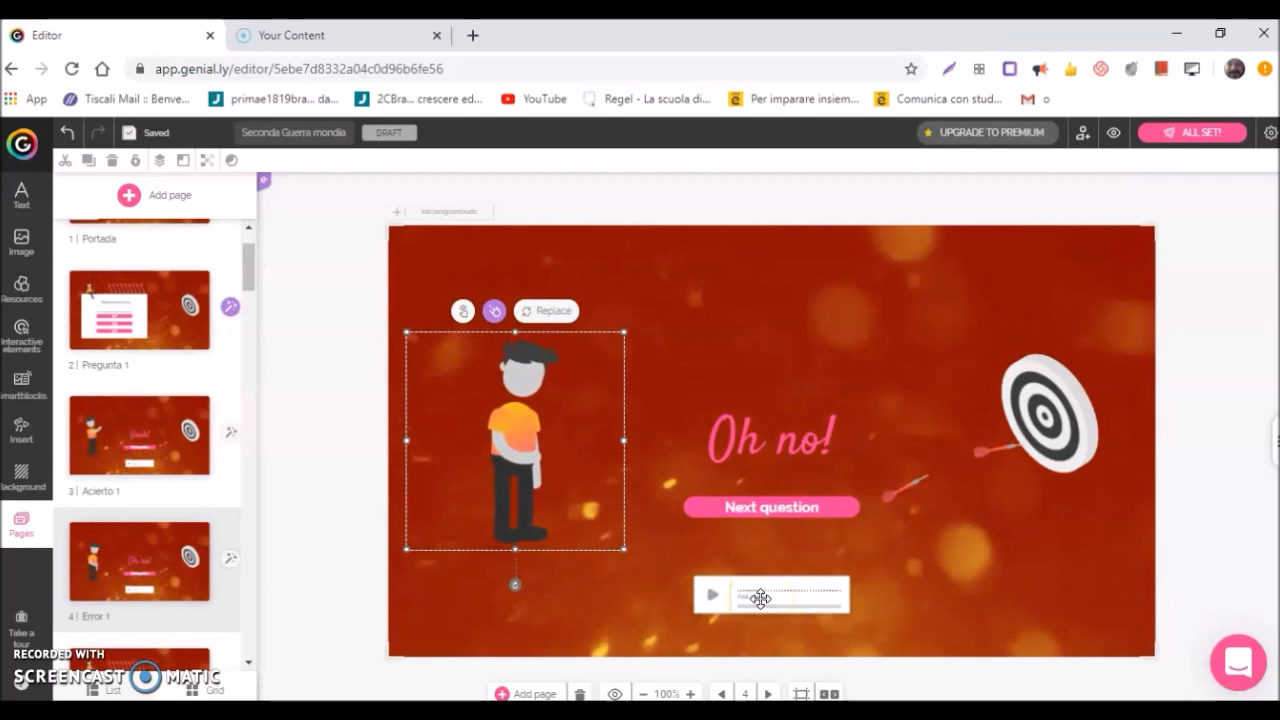 Editor
Your Content
app.genial.ly/editor/5ebe7d8332a04c0d96b6fe56
App
Tiscali Mail :: Benve...
primae1819bra... da...
2CBra... crescere ed...
YouTube
Regel - La scuola di...
Per imparare insiem...
Comunica con stud...
Saved
Seconda Guerra mondia
DRAFT
UPGRADE TO PREMIUM
ALL SET!
Add page
Text
Image
Resources
Interactive
elements
Smartblocks
Insert
Background
Pages
Take a
tour
1 | Portada
2 | Pregunta 1
3 | Acierto 1
4 | Error 1
List
Grid
Add background audio
Replace
Oh no!
Next question
Add page
100%
4
RECORDED WITH
SCREENCAST MATIC